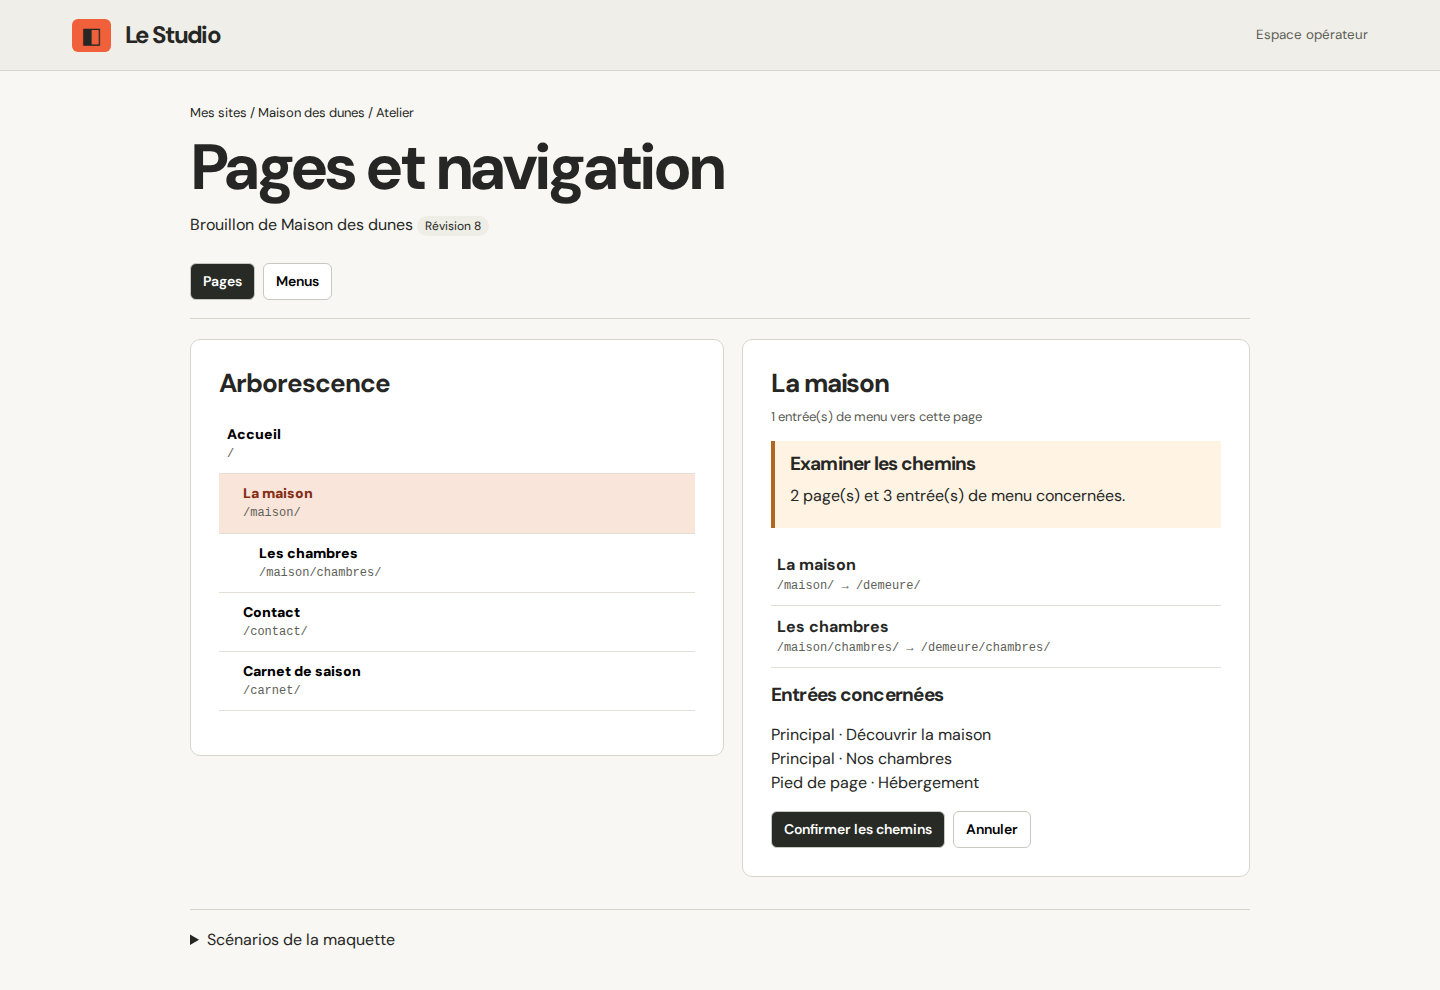 Le Studio
Espace opérateur
Mes sites / Maison des dunes / Atelier
Pages et navigation
Brouillon de Maison des dunes Révision 8
Pages Menus
Arborescence
Accueil
/
La maison
/maison/
Les chambres
/maison/chambres/
Contact
/contact/
Carnet de saison
/carnet/
La maison
1 entrée(s) de menu vers cette page
Examiner les chemins
2 page(s) et 3 entrée(s) de menu concernées.
La maison
/maison/ → /demeure/
Les chambres
/maison/chambres/ → /demeure/chambres/
Entrées concernées
Principal · Découvrir la maison
Principal · Nos chambres
Pied de page · Hébergement
Confirmer les chemins Annuler
Scénarios de la maquette